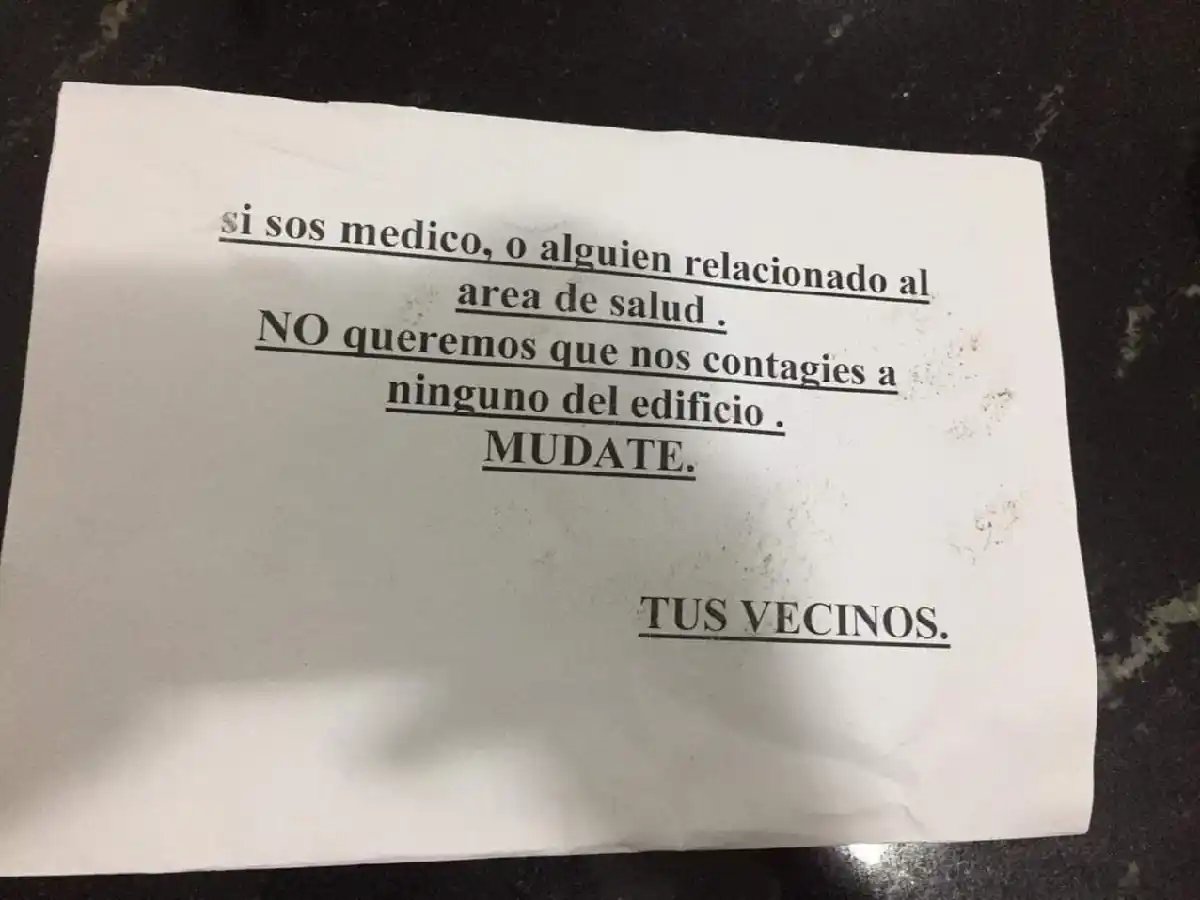 si sos medico, o alguien relacionado al
area de salud .
NO queremos que nos contagies a
ninguno del edificio .
MUDATE.
TUS VECINOS.